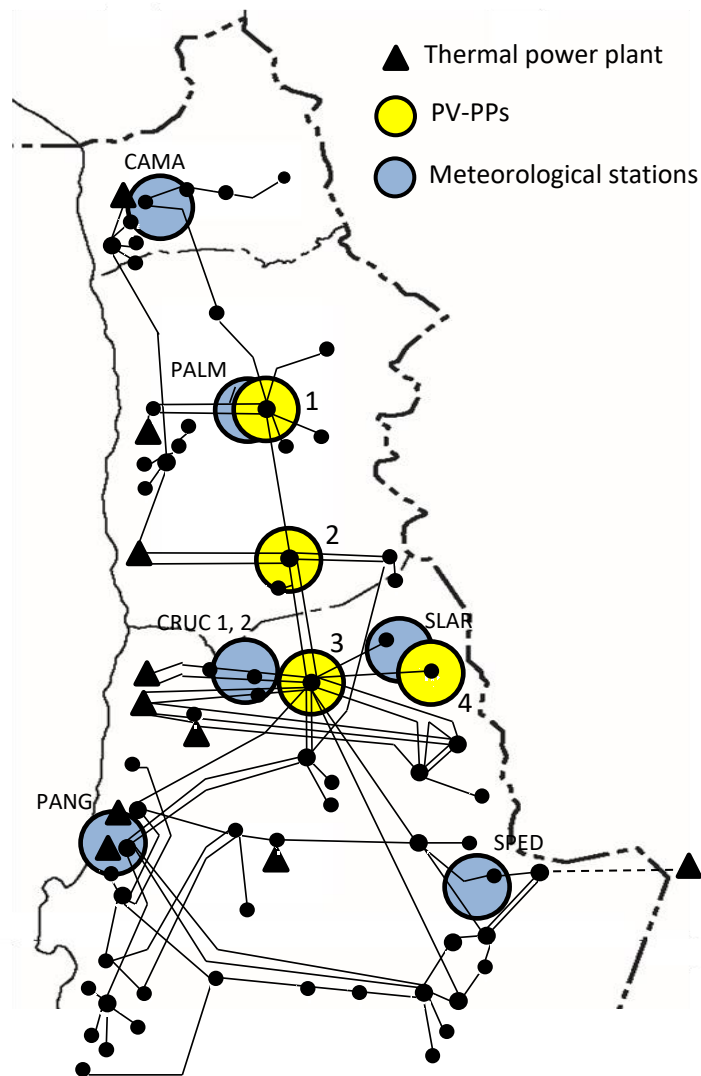 Thermal power plant
PV-PPs
CAMA
Meteorological stations
PALM
1
2
CRUC 1, 2
3
SLAR
4
PANG
SPED